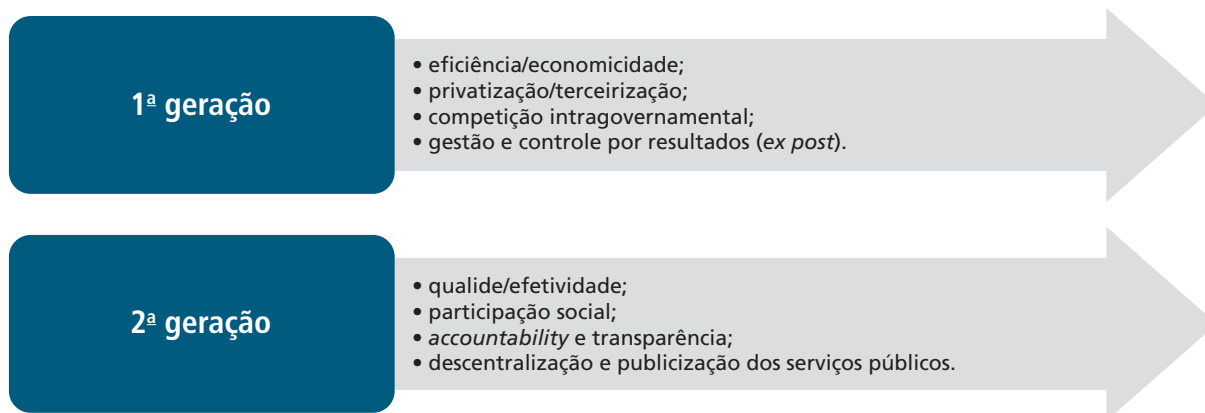 1ª geração
• eficiência/economicidade;
• privatização/terceirização;
• competição intragovernamental;
• gestão e controle por resultados (ex post).
2ª geração
• qualide/efetividade;
• participação social;
• accountability e transparência;
• descentralização e publicização dos serviços públicos.